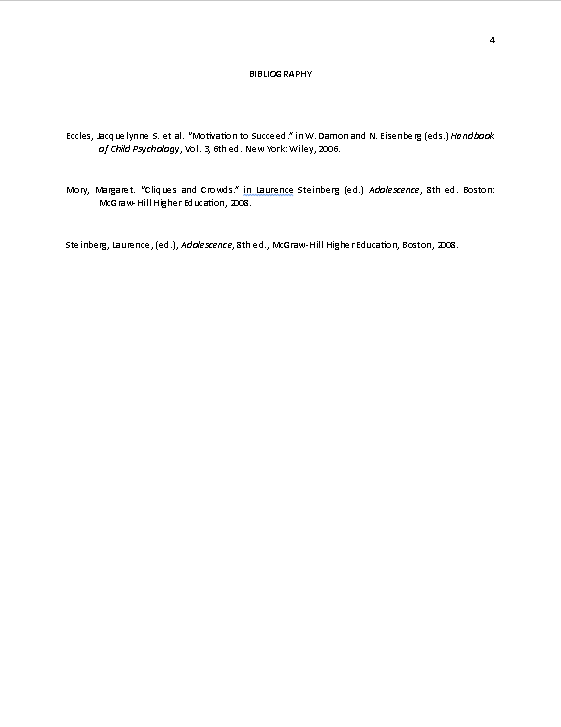 4
BIBLIOGRAPHY
Eccles, Jacquelynne S. et al. “Motivation to Succeed.” in W. Damon and N. Eisenberg (eds.) Handbook
of Child Psychology, Vol. 3, 6th ed. New York: Wiley, 2006.
Mory, Margaret. “Cliques and Crowds.” in Laurence Steinberg (ed.) Adolescence, 8th ed. Boston:
McGraw-Hill Higher Education, 2008.
Steinberg, Laurence, (ed.), Adolescence, 8th ed., McGraw-Hill Higher Education, Boston, 2008.